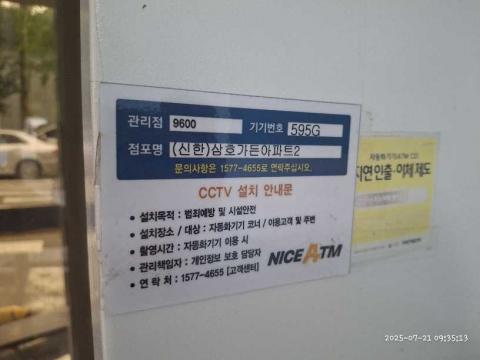 관리점 9600 기기번호 595G
점포명 (신한)삼호가든아파트2
문의사항은 1577-4655로 연락주십시오.
CCTV 설치 안내문
• 설치목적 : 범죄예방 및 시설안전
• 설치장소 / 대상 : 자동화기기 코너 / 이용고객 및 주변
• 촬영시간 : 자동화기기 이용 시
• 관리책임자 : 개인정보 보호 담당자
• 연 락 처 : 1577-4655 [고객센터]
NICE ATM
지연인출·이체제도
2025-07-21 09:35:13